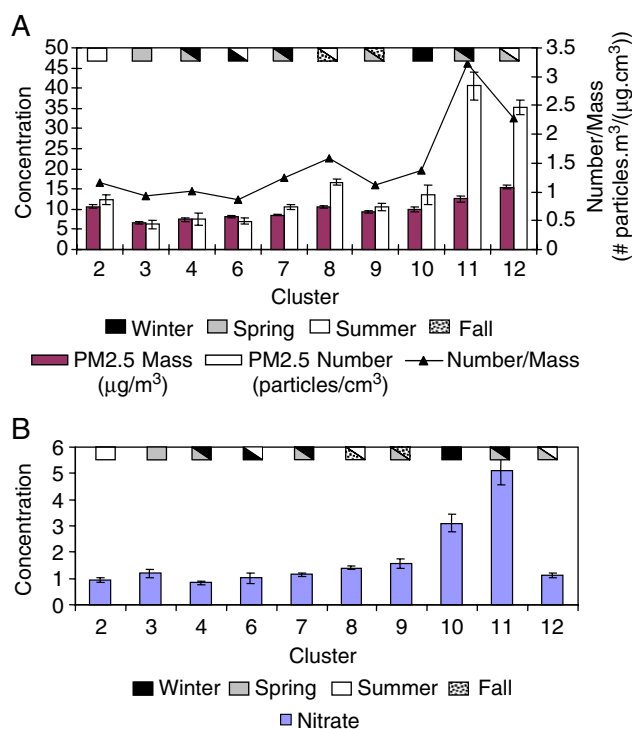 A
50
45
40
35
30
25
20
15
10
5
0
Concentration
3.5
3
2.5
2
1.5
1
0.5
0
Number/Mass
(# particles.m³/(µg.cm³))
2 3 4 6 7 8 9 10 11 12
Cluster
Winter Spring Summer Fall
PM2.5 Mass PM2.5 Number Number/Mass
(µg/m³) (particles/cm³)
B
6
5
4
3
2
1
0
Concentration
2 3 4 6 7 8 9 10 11 12
Cluster
Winter Spring Summer Fall
Nitrate